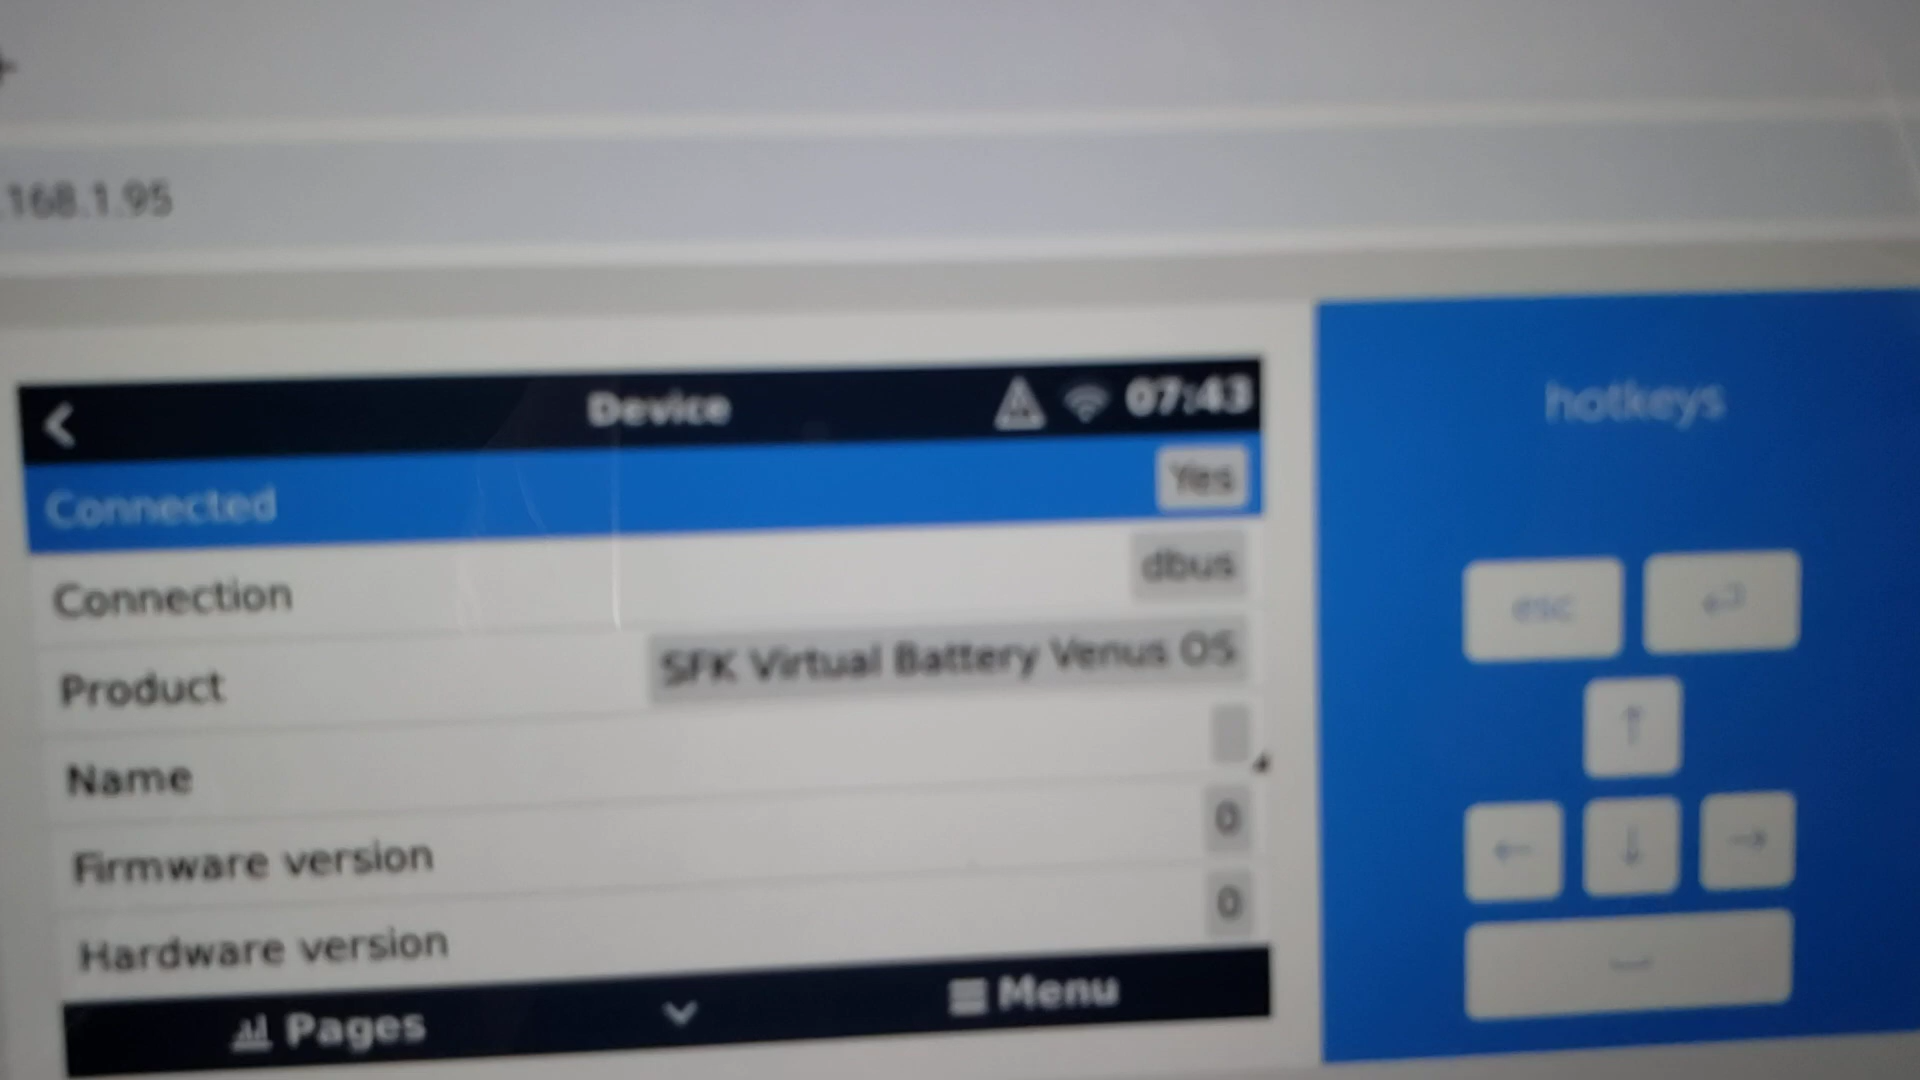 .168.1.95
Device 07:43
Connected Yes
Connection dbus
Product SFK Virtual Battery Venus OS
Name
Firmware version 0
Hardware version 0
Pages Menu
hotkeys
esc